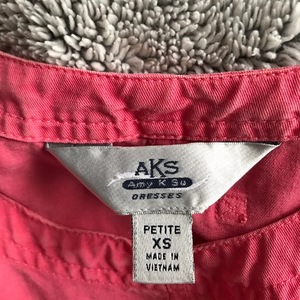 AKS
Amy K Su
DRESSES
PETITE
XS
MADE IN
VIETNAM